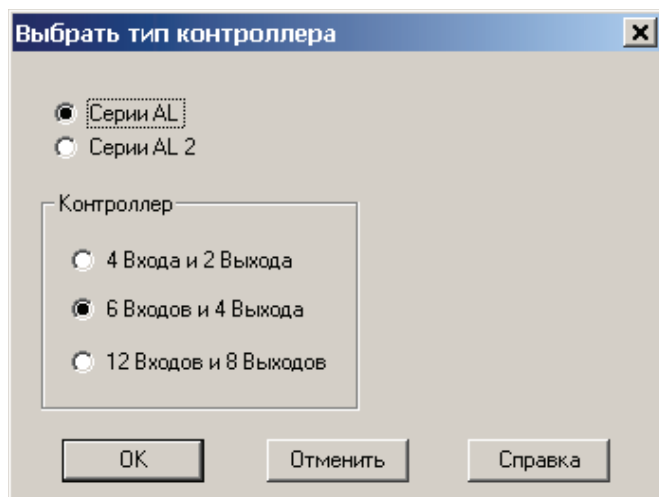 Выбрать тип контроллера
Серии AL
Серии AL 2
Контроллер
4 Входа и 2 Выхода
6 Входов и 4 Выхода
12 Входов и 8 Выходов
OK Отменить Справка